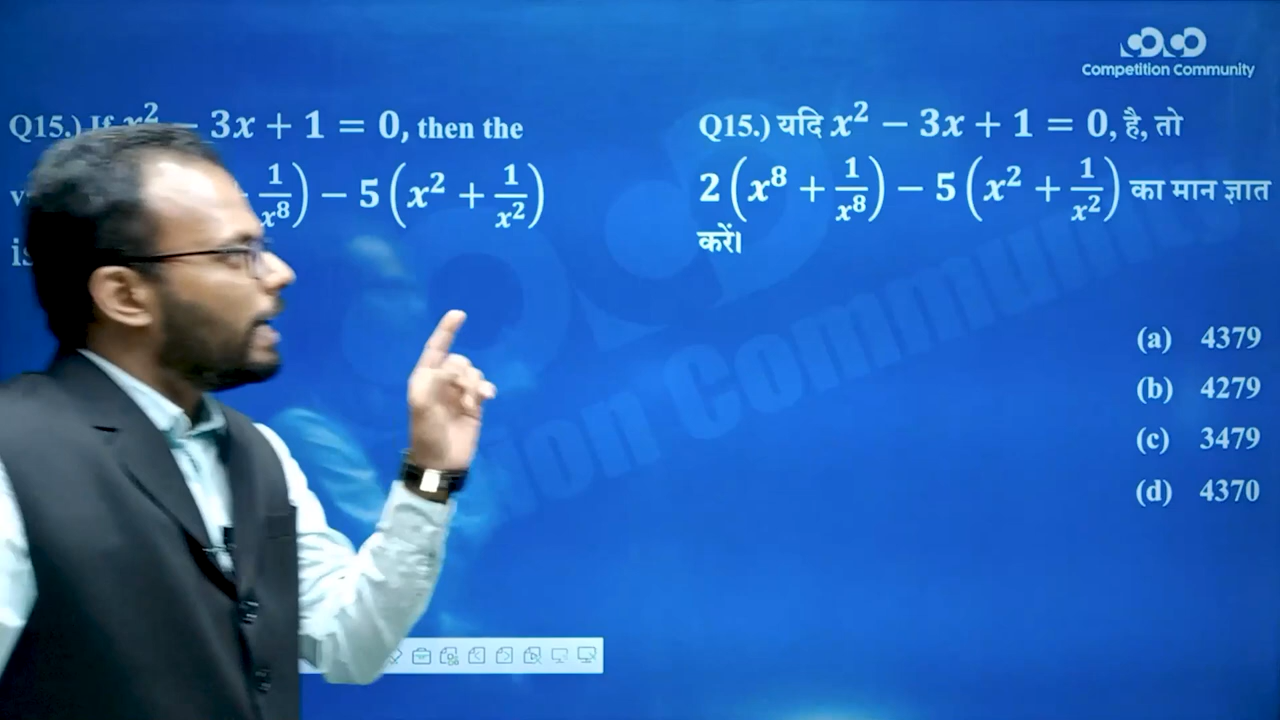 Competition Community
Q15.) If x² − 3x + 1 = 0, then the
1/x⁸) − 5(x² + 1/x²)
is
Q15.) यदि x² − 3x + 1 = 0, है, तो
2(x⁸ + 1/x⁸) − 5(x² + 1/x²) का मान ज्ञात
करें।
(a) 4379
(b) 4279
(c) 3479
(d) 4370